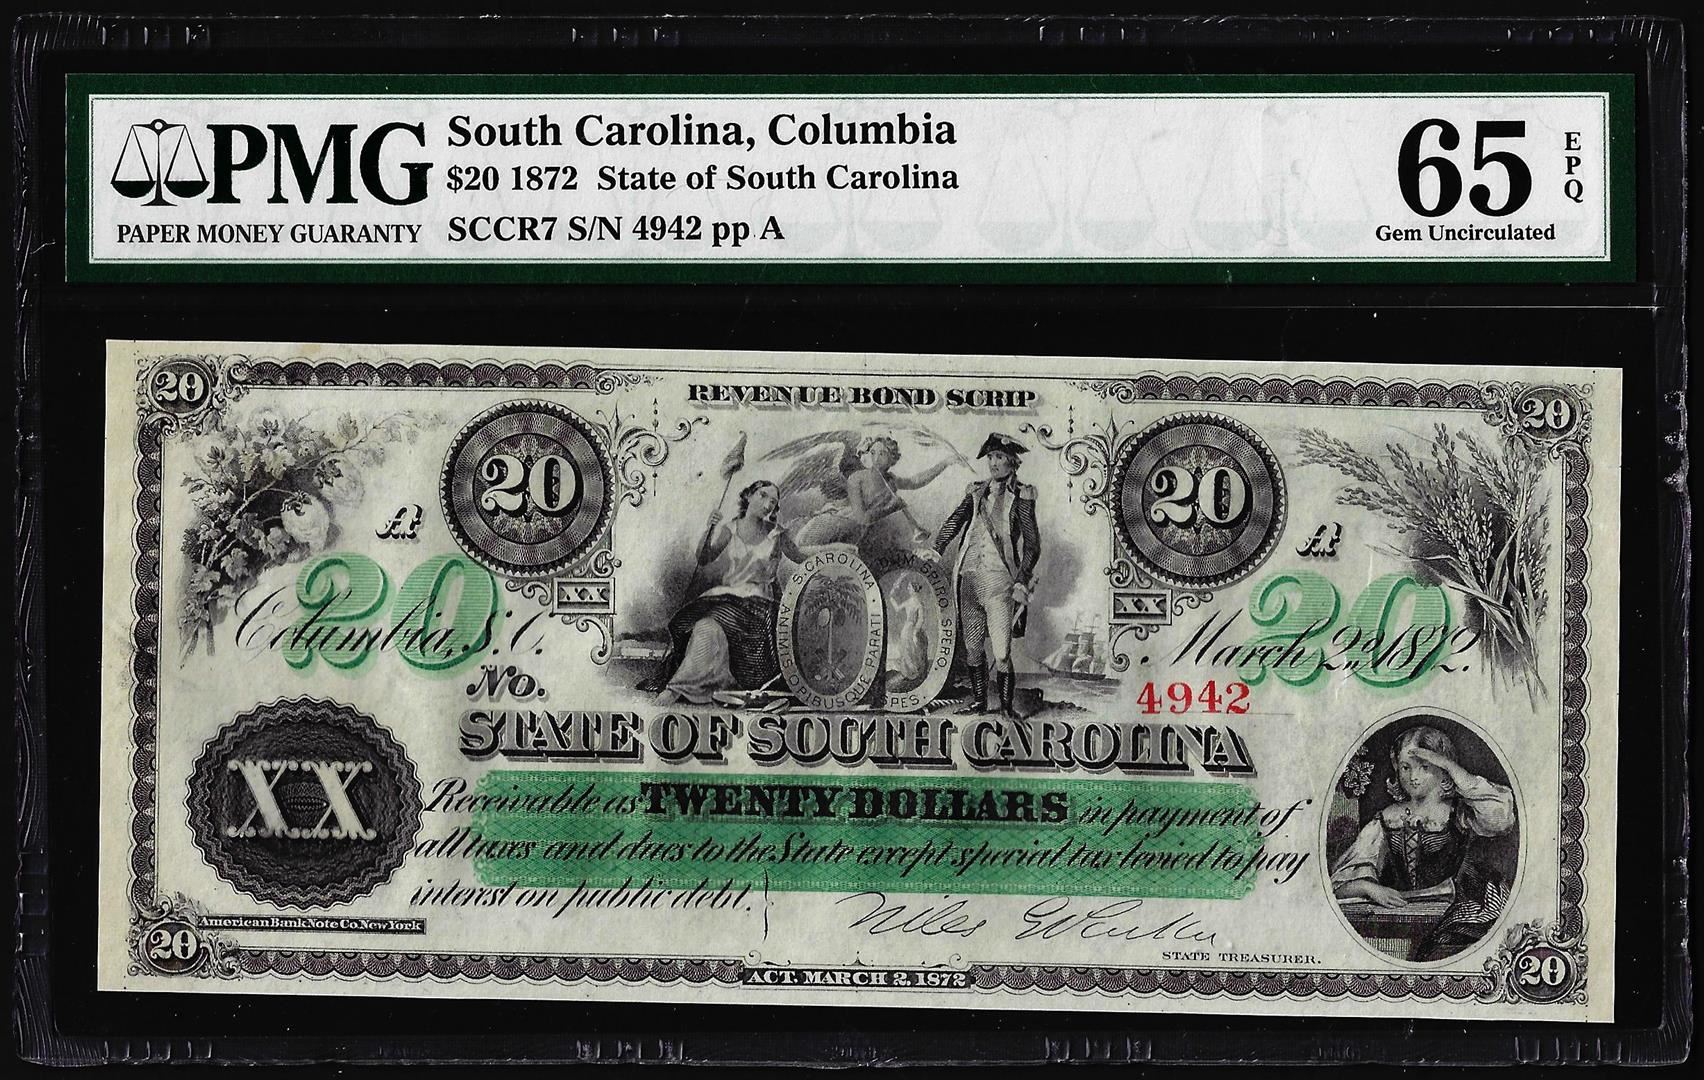 PMG
PAPER MONEY GUARANTY
South Carolina, Columbia
$20 1872 State of South Carolina
SCCR7 S/N 4942 pp A
65
EPQ
Gem Uncirculated
20
REVENUE BOND SCRIP
20
20
20
A
A
20
20
XX
XX
S. CAROLINA · ANIMIS OPIBUSQUE PARATI ·
DUM SPIRO SPERO.
SPES
Columbia, S.C.
March 2nd 1872.
No.
4942
STATE OF SOUTH CAROLINA
XX
Receivable as TWENTY DOLLARS in payment of
all taxes and dues to the State except special tax levied to pay
interest on public debt.
American Bank Note Co. New York
Niles G Parker
STATE TREASURER.
20
ACT. MARCH 2, 1872
20